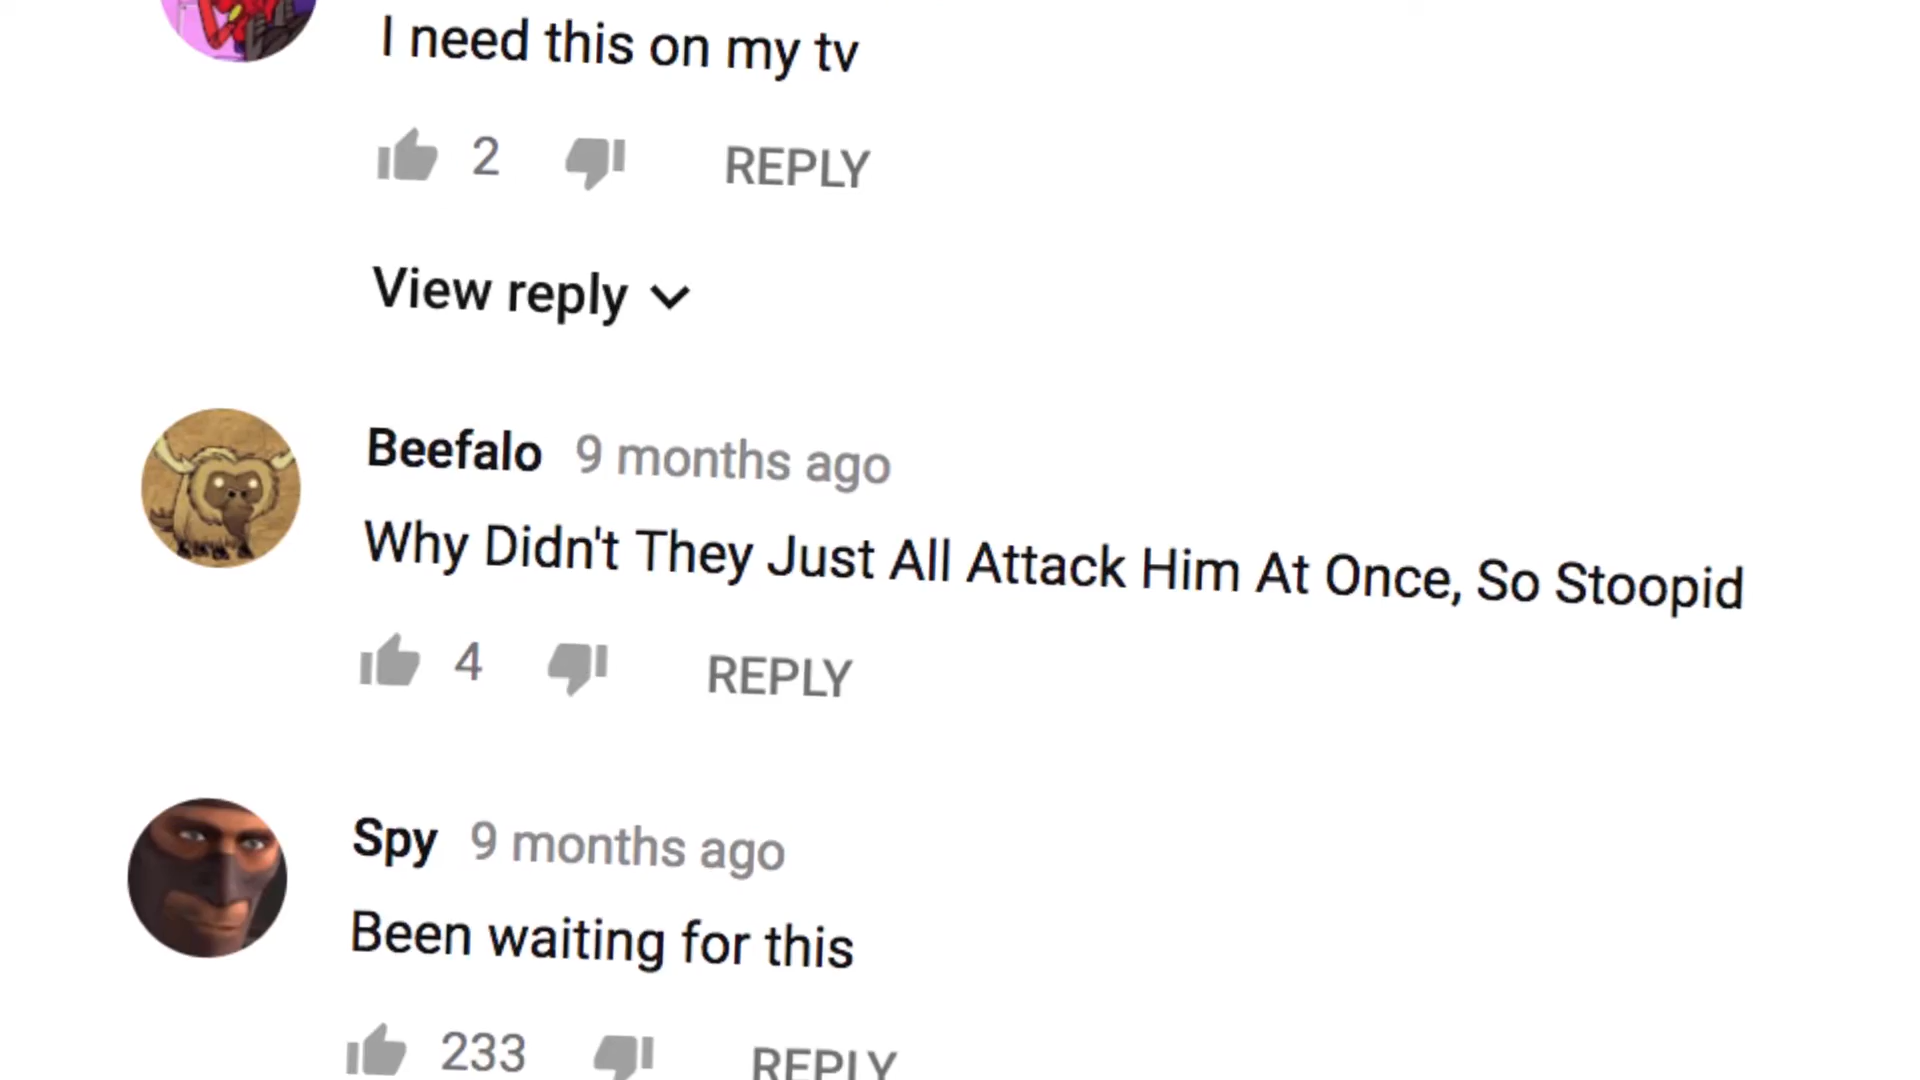 I need this on my tv
2 REPLY
View reply
Beefalo 9 months ago
Why Didn't They Just All Attack Him At Once, So Stoopid
4 REPLY
Spy 9 months ago
Been waiting for this
233 REPLY